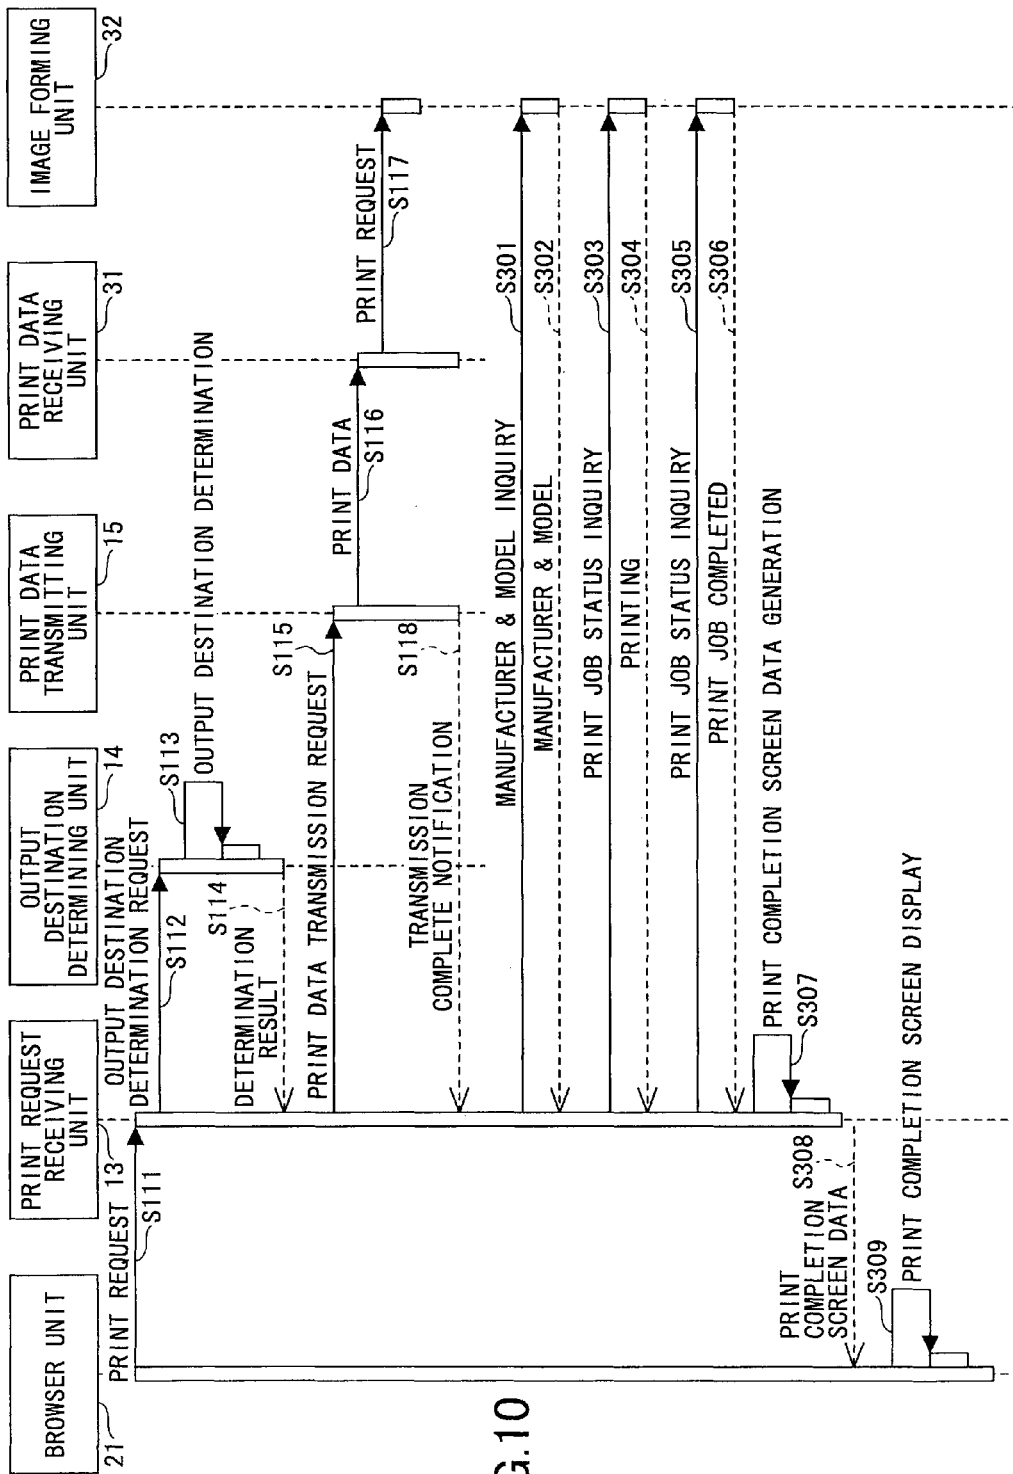 BROWSER UNIT
21
PRINT REQUEST
RECEIVING
UNIT
13
OUTPUT
DESTINATION
DETERMINING UNIT
14
PRINT DATA
TRANSMITTING
UNIT
15
PRINT DATA
RECEIVING
UNIT
31
IMAGE FORMING
UNIT
32
PRINT REQUEST
S111
OUTPUT DESTINATION
DETERMINATION REQUEST
S112
S113
OUTPUT DESTINATION DETERMINATION
S114
DETERMINATION
RESULT
PRINT DATA TRANSMISSION REQUEST
S115
PRINT DATA
S116
PRINT REQUEST
S117
S118
TRANSMISSION
COMPLETE NOTIFICATION
MANUFACTURER & MODEL INQUIRY
S301
MANUFACTURER & MODEL
S302
PRINT JOB STATUS INQUIRY
S303
PRINTING
S304
PRINT JOB STATUS INQUIRY
S305
PRINT JOB COMPLETED
S306
PRINT COMPLETION SCREEN DATA GENERATION
S307
S308
PRINT
COMPLETION
SCREEN DATA
S309
PRINT COMPLETION SCREEN DISPLAY
G.10